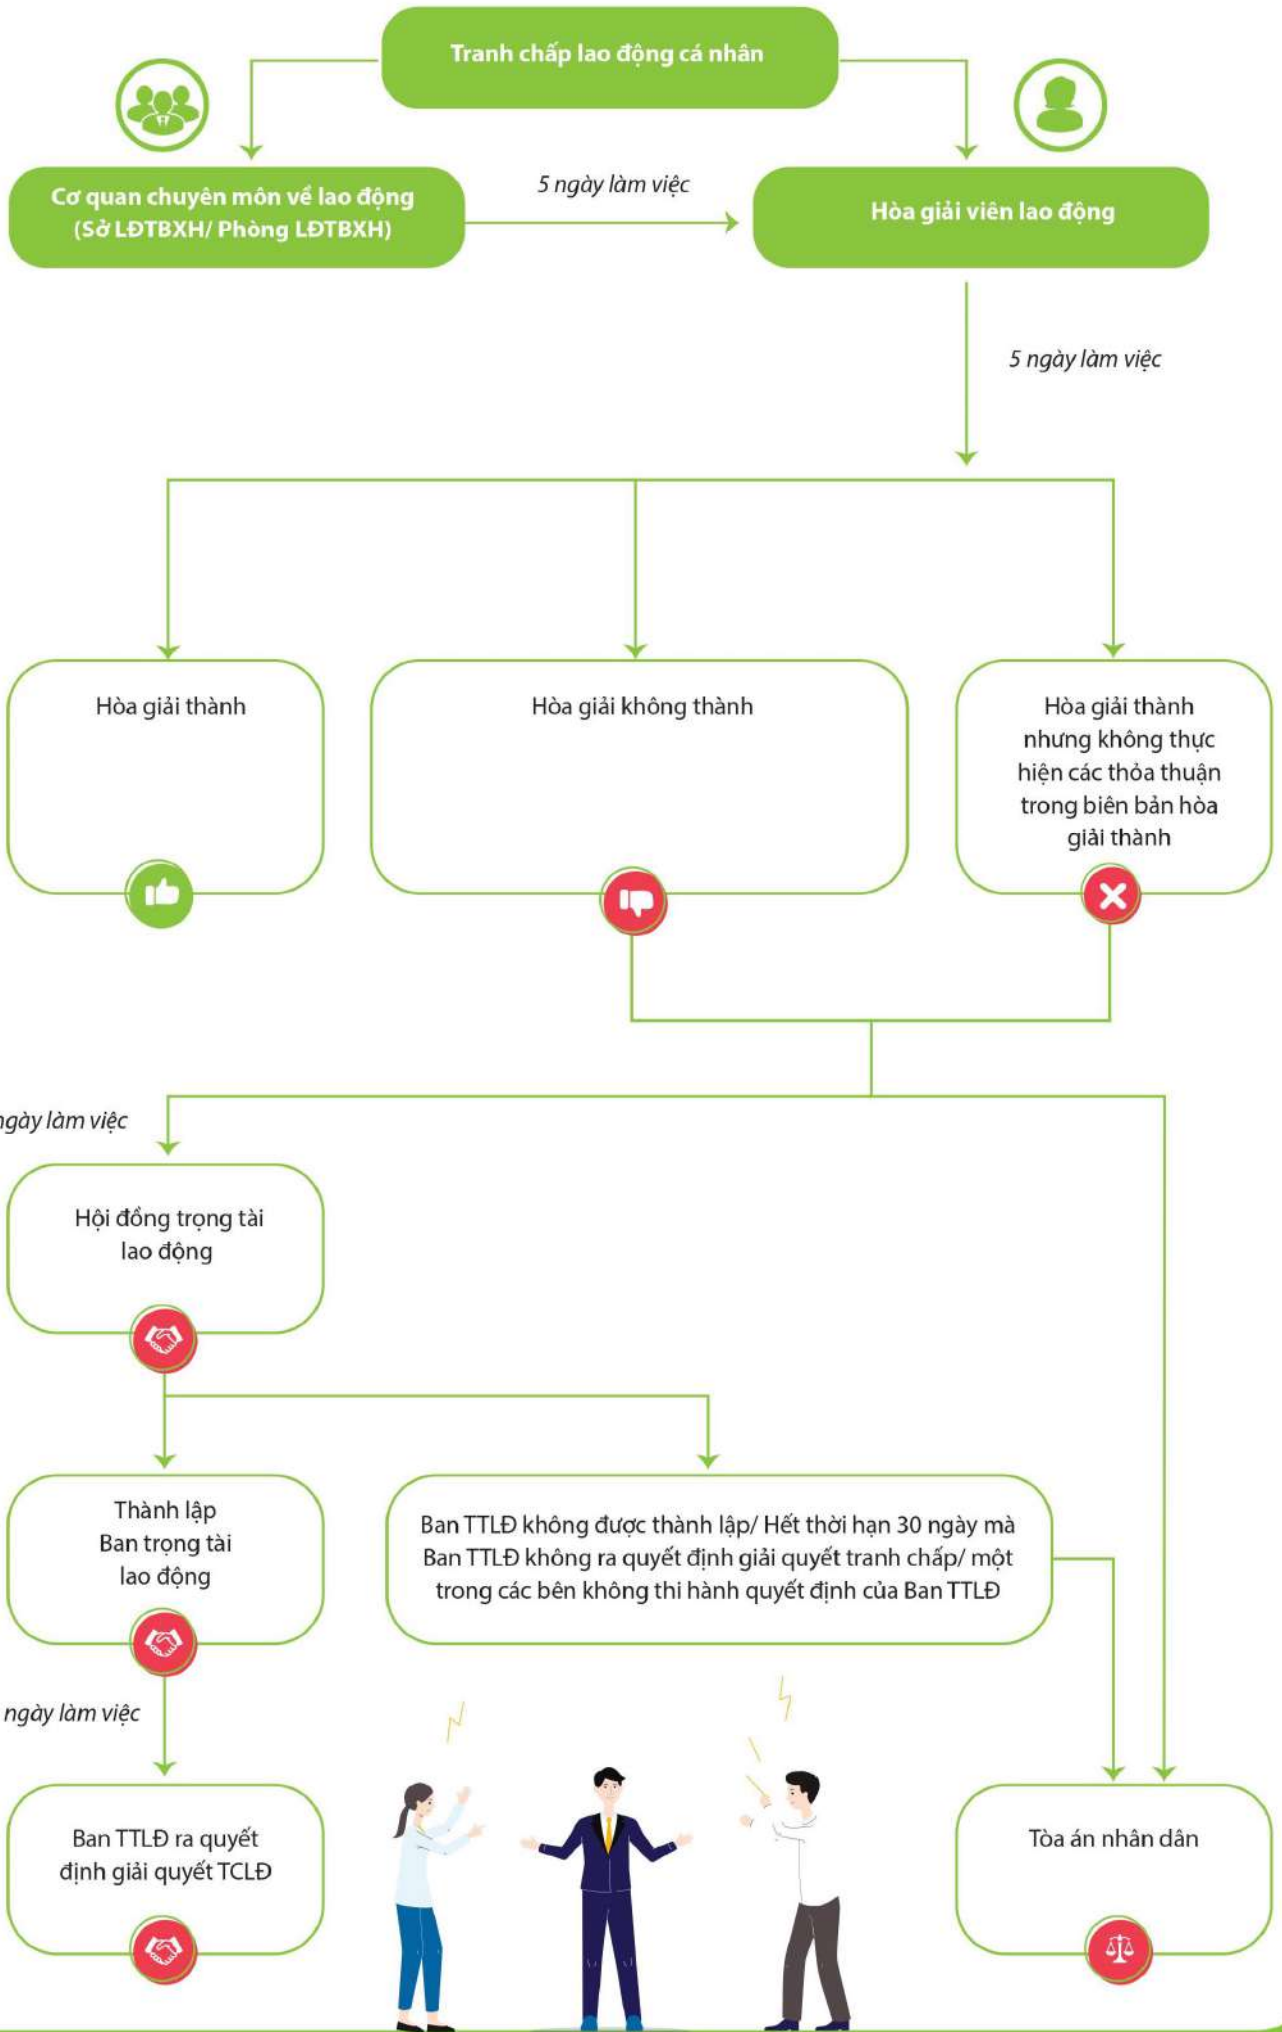 Tranh chấp lao động cá nhân
Cơ quan chuyên môn về lao động
(Sở LĐTBXH/ Phòng LĐTBXH)
5 ngày làm việc
Hòa giải viên lao động
5 ngày làm việc
Hòa giải thành
Hòa giải không thành
Hòa giải thành
nhưng không thực
hiện các thỏa thuận
trong biên bản hòa
giải thành
ngày làm việc
Hội đồng trọng tài
lao động
Thành lập
Ban trọng tài
lao động
Ban TTLĐ không được thành lập/ Hết thời hạn 30 ngày mà
Ban TTLĐ không ra quyết định giải quyết tranh chấp/ một
trong các bên không thi hành quyết định của Ban TTLĐ
ngày làm việc
Ban TTLĐ ra quyết
định giải quyết TCLĐ
Tòa án nhân dân